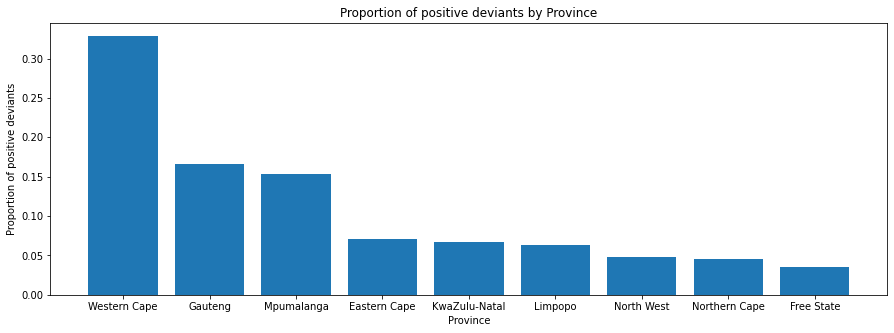 Proportion of positive deviants by Province
Proportion of positive deviants
0.30
0.25
0.20
0.15
0.10
0.05
0.00
Western Cape Gauteng Mpumalanga Eastern Cape KwaZulu-Natal Limpopo North West Northern Cape Free State
Province